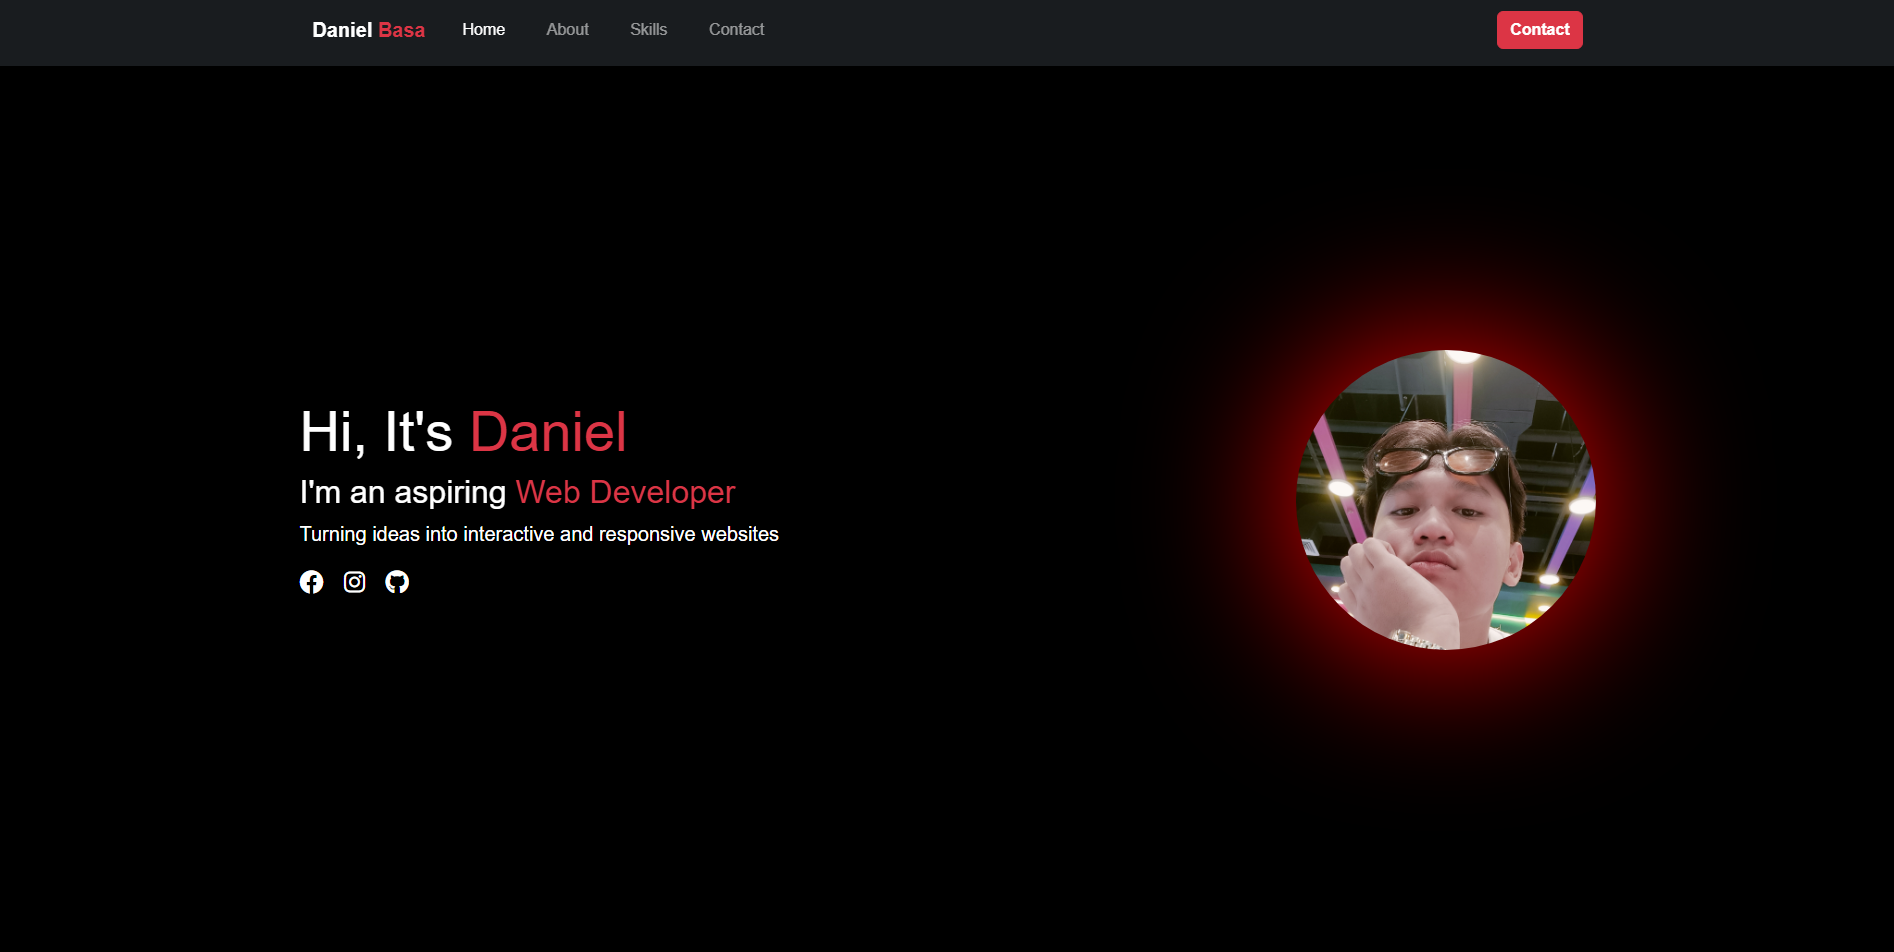 Daniel Basa Home About Skills Contact Contact
Hi, It's Daniel
I'm an aspiring Web Developer
Turning ideas into interactive and responsive websites